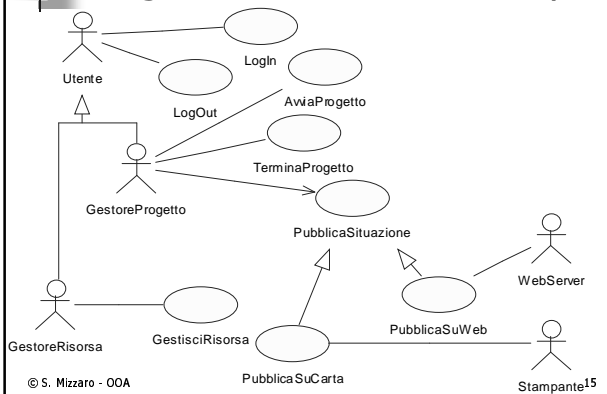 Utente
LogIn
LogOut
AvviaProgetto
TerminaProgetto
GestoreProgetto
PubblicaSituazione
WebServer
GestoreRisorsa
GestisciRisorsa
PubblicaSuWeb
PubblicaSuCarta
Stampante
© S. Mizzaro - OOA
15